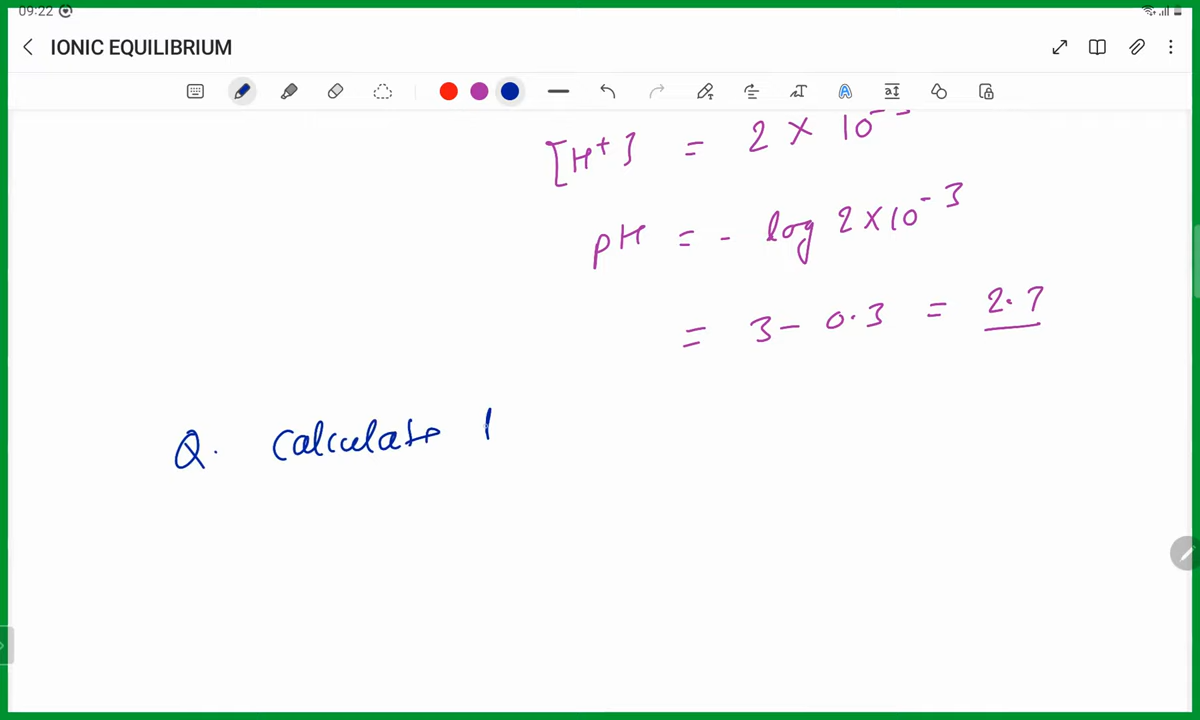 09:22
IONIC EQUILIBRIUM
[H+] = 2 × 10
pH = - log 2×10⁻³
= 3 - 0.3 = 2.7
Q. Calculate